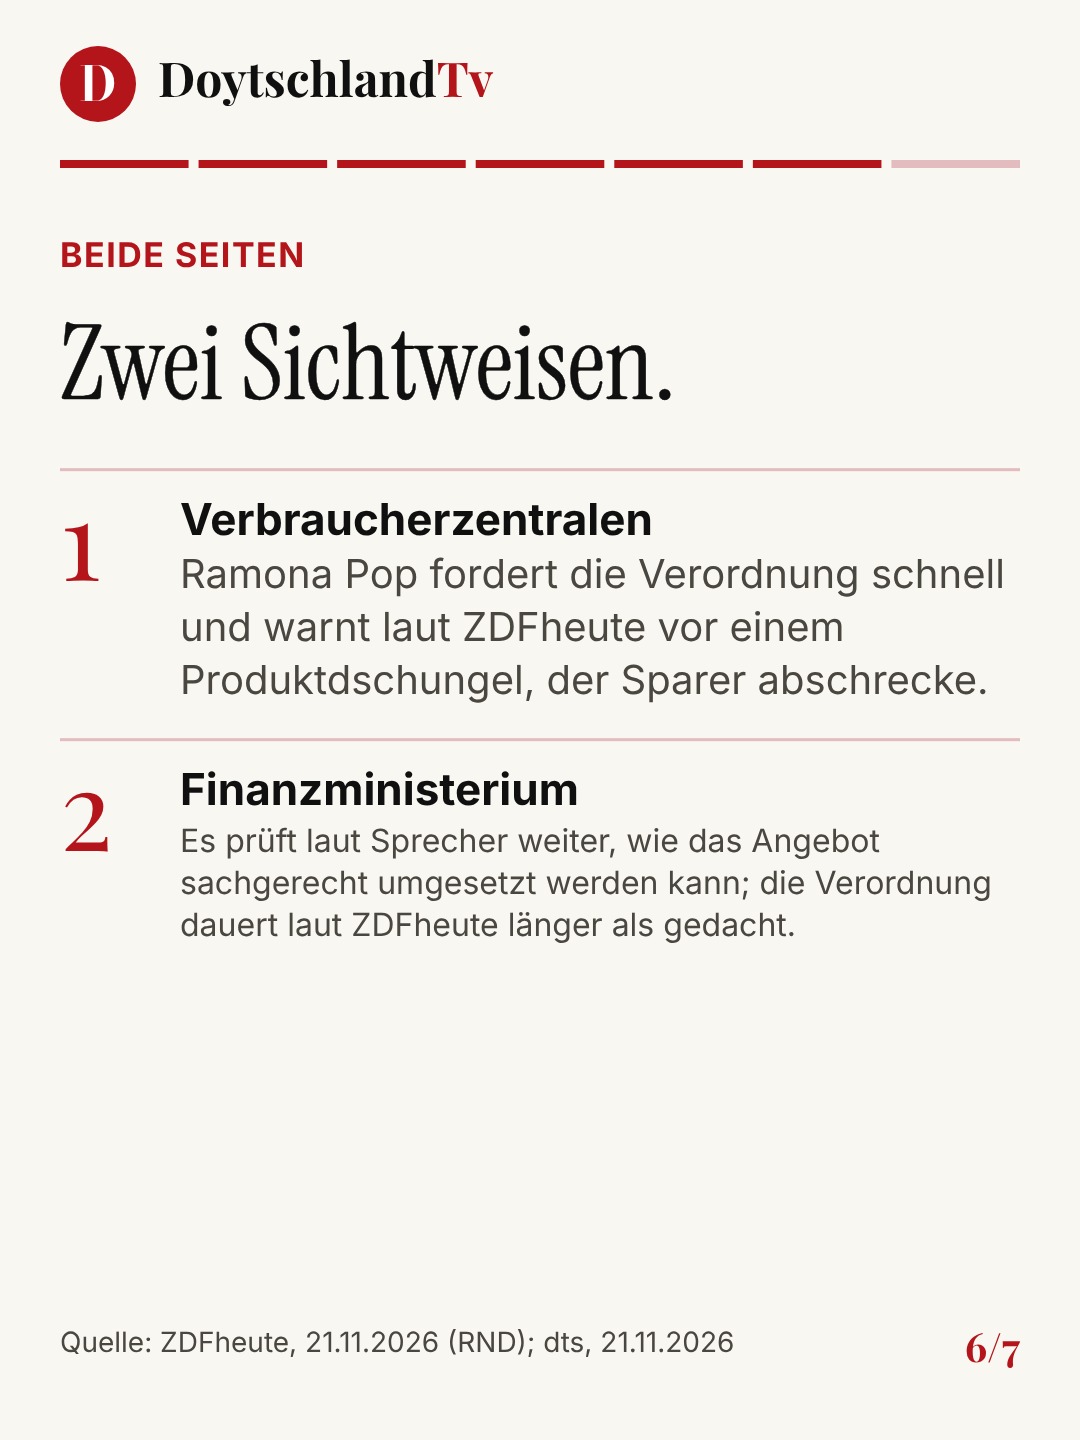 D DoytschlandTv
BEIDE SEITEN
Zwei Sichtweisen.
1 Verbraucherzentralen
Ramona Pop fordert die Verordnung schnell
und warnt laut ZDFheute vor einem
Produktdschungel, der Sparer abschrecke.
2 Finanzministerium
Es prüft laut Sprecher weiter, wie das Angebot
sachgerecht umgesetzt werden kann; die Verordnung
dauert laut ZDFheute länger als gedacht.
Quelle: ZDFheute, 21.11.2026 (RND); dts, 21.11.2026
6/7